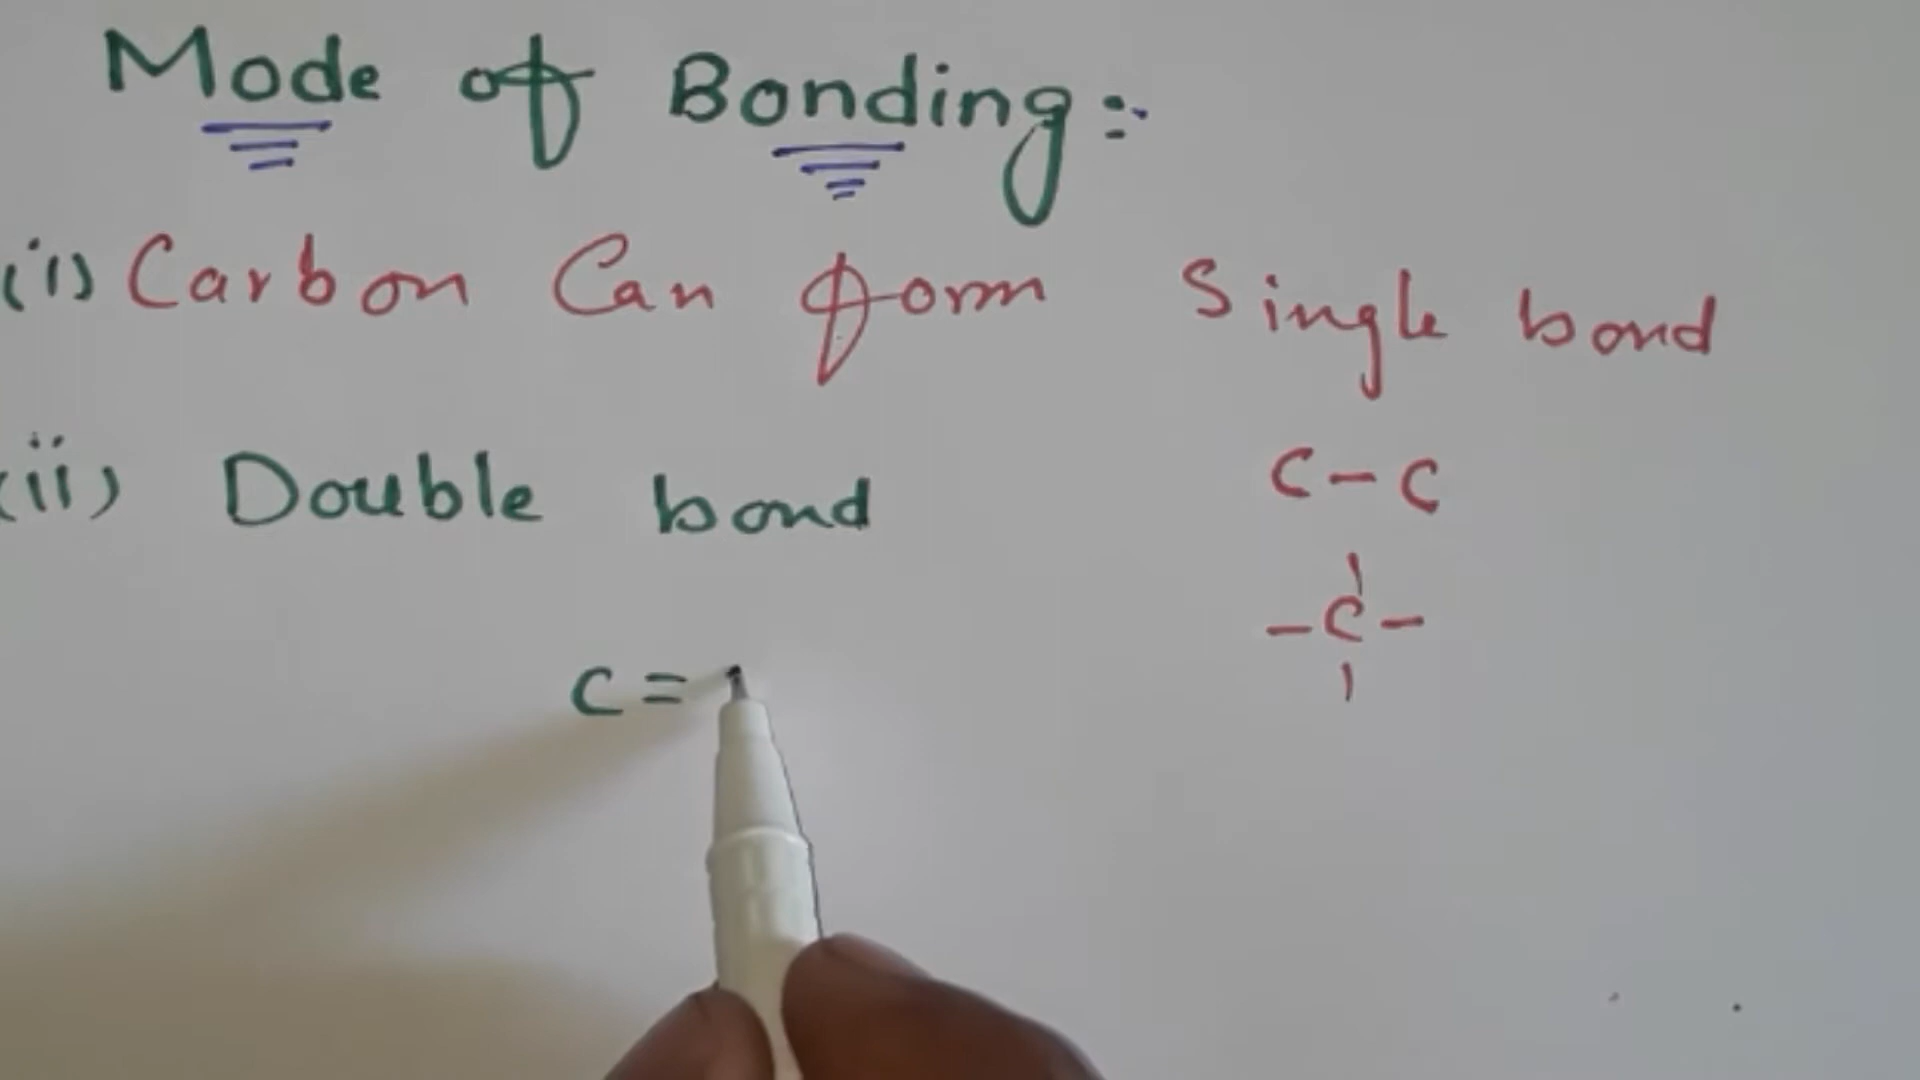 Mode of Bonding:-
(i) Carbon Can form Single bond
C-C
(ii) Double bond
-C-
C=